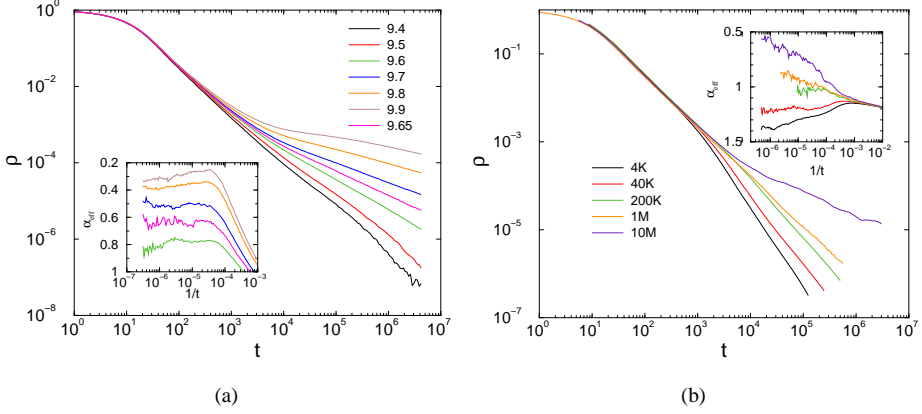 10^0
10^-2
10^-4
10^-6
10^-8
ρ
10^0 10^1 10^2 10^3 10^4 10^5 10^6 10^7
t
9.4
9.5
9.6
9.7
9.8
9.9
9.65
0.2
0.4
0.6
0.8
1
α_eff
10^-7 10^-6 10^-5 10^-4 10^-3
1/t
(a)
10^-1
10^-3
10^-5
10^-7
ρ
10^0 10^1 10^2 10^3 10^4 10^5 10^6 10^7
t
4K
40K
200K
1M
10M
0.5
1
1.5
α_eff
10^-6 10^-5 10^-4 10^-3 10^-2
1/t
(b)